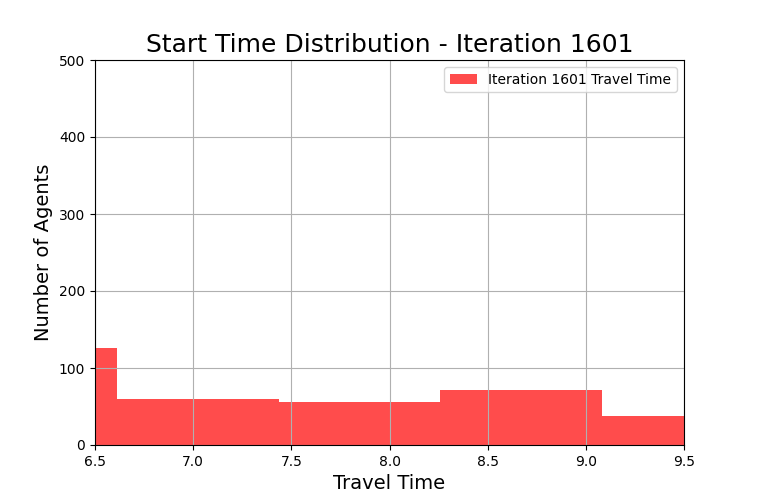 Start Time Distribution - Iteration 1601
Iteration 1601 Travel Time
Number of Agents
500
400
300
200
100
0
6.5 7.0 7.5 8.0 8.5 9.0 9.5
Travel Time